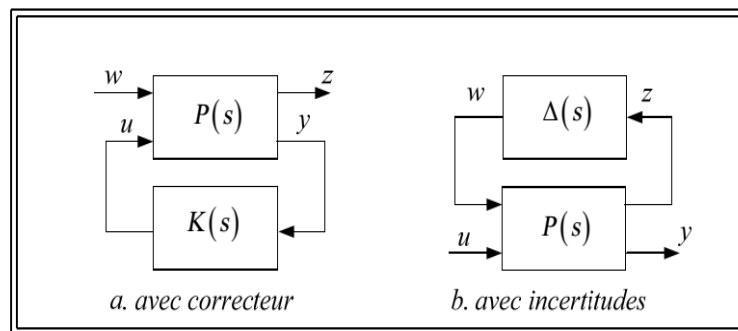 w
z
P(s)
u
y
K(s)
a. avec correcteur
w
z
Δ(s)
P(s)
u
y
b. avec incertitudes